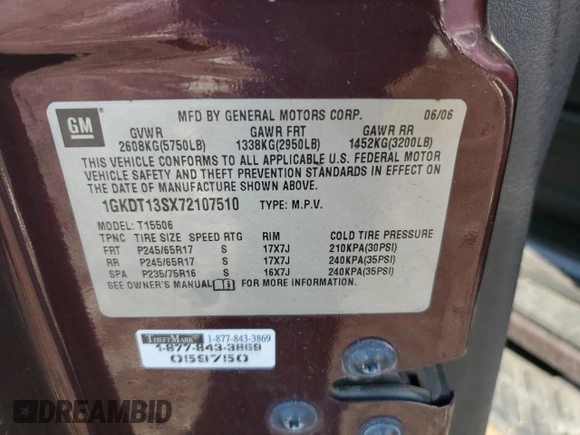 GM
MFD BY GENERAL MOTORS CORP. 06/06
GVWR GAWR FRT GAWR RR
2608KG(5750LB) 1338KG(2950LB) 1452KG(3200LB)
THIS VEHICLE CONFORMS TO ALL APPLICABLE U.S. FEDERAL MOTOR
VEHICLE SAFETY AND THEFT PREVENTION STANDARDS IN EFFECT ON
THE DATE OF MANUFACTURE SHOWN ABOVE.
1GKDT13SX72107510 TYPE: M.P.V.
MODEL: T15506
TPNC TIRE SIZE SPEED RTG RIM COLD TIRE PRESSURE
FRT P245/65R17 S 17X7J 210KPA(30PSI)
RR P245/65R17 S 17X7J 240KPA(35PSI)
SPA P235/75R16 S 16X7J 240KPA(35PSI)
SEE OWNER'S MANUAL FOR MORE INFORMATION.
THEFTMARK 1-877-843-3869
1-877-843-3869
059750
DREAMBID